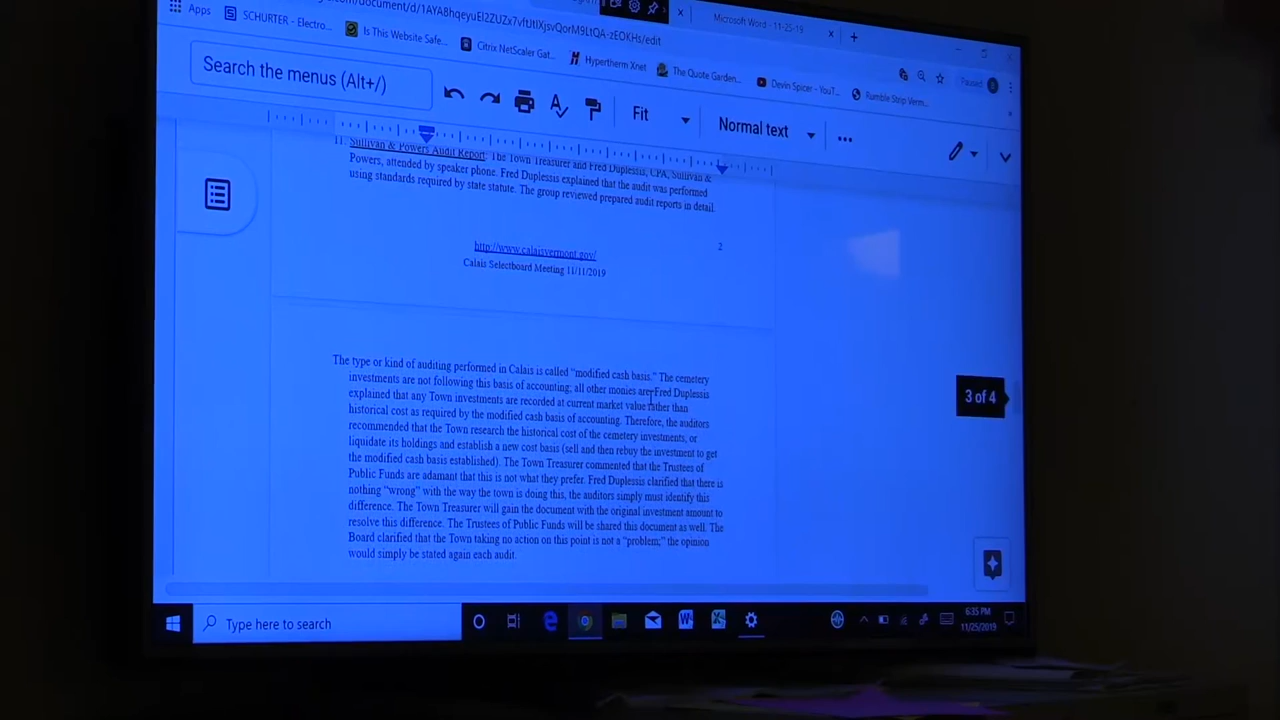 document/d/1AYA8hqeyuEl2ZUZx7vftJtlXjsvQorM9LtQA-zEOKHs/edit
Microsoft Word - 11-25-19
Apps
SCHURTER - Electro...
Is This Website Safe...
Citrix NetScaler Gat...
Hypertherm Xnet
The Quote Garden...
Devin Spicer - YouT...
Rumble Strip Verm...
Paused
Search the menus (Alt+/)
Fit
Normal text
11. Sullivan & Powers Audit Report: The Town Treasurer and Fred Duplessis, CPA, Sullivan &
Powers, attended by speaker phone. Fred Duplessis explained that the audit was performed
using standards required by state statute. The group reviewed prepared audit reports in detail.
2
http://www.calaisvermont.gov/
Calais Selectboard Meeting 11/11/2019
The type or kind of auditing performed in Calais is called “modified cash basis.” The cemetery
investments are not following this basis of accounting; all other monies are. Fred Duplessis
explained that any Town investments are recorded at current market value rather than
historical cost as required by the modified cash basis of accounting. Therefore, the auditors
recommended that the Town research the historical cost of the cemetery investments, or
liquidate its holdings and establish a new cost basis (sell and then rebuy the investment to get
the modified cash basis established). The Town Treasurer commented that the Trustees of
Public Funds are adamant that this is not what they prefer. Fred Duplessis clarified that there is
nothing “wrong” with the way the town is doing this, the auditors simply must identify this
difference. The Town Treasurer will gain the document with the original investment amount to
resolve this difference. The Trustees of Public Funds will be shared this document as well. The
Board clarified that the Town taking no action on this point is not a “problem;” the opinion
would simply be stated again each audit.
3 of 4
Type here to search
6:35 PM
11/25/2019